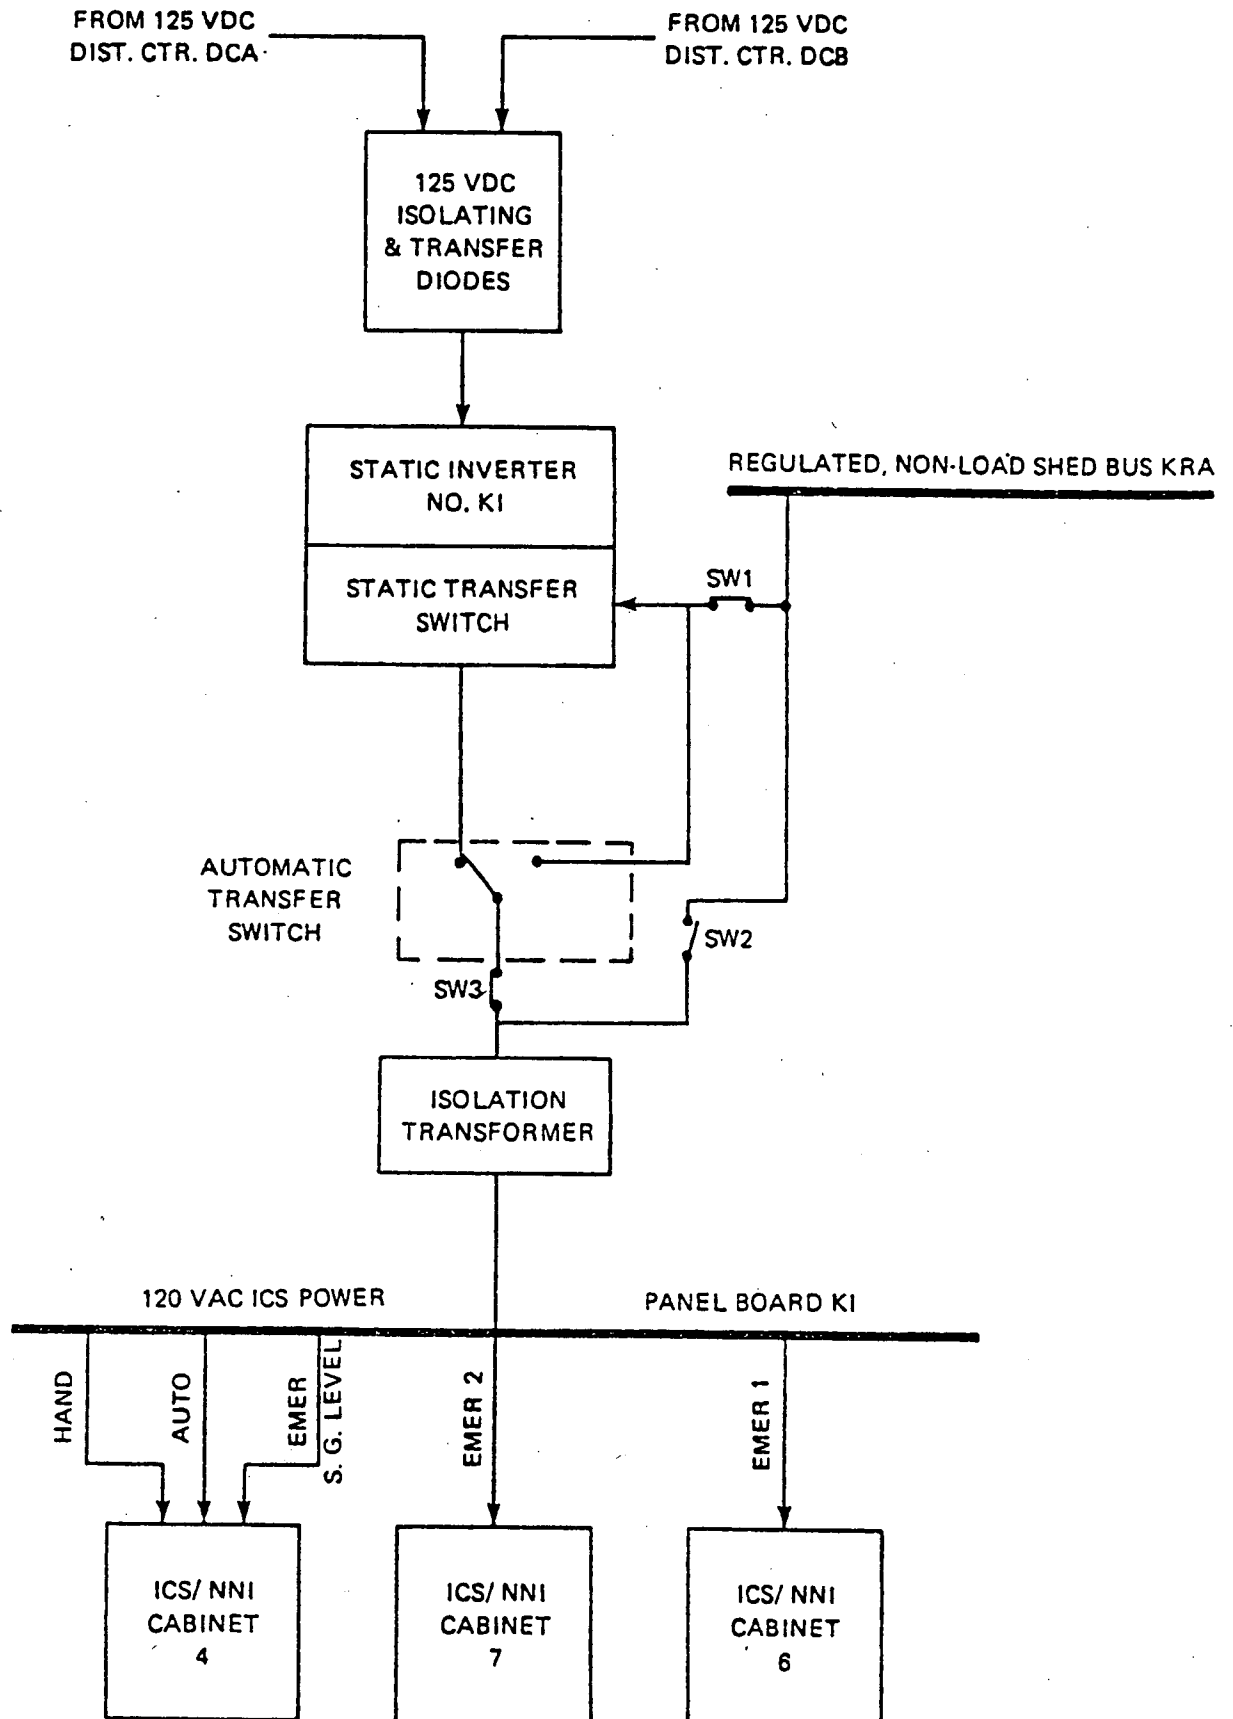 FROM 125 VDC
DIST. CTR. DCA
FROM 125 VDC
DIST. CTR. DCB
125 VDC
ISOLATING
& TRANSFER
DIODES
STATIC INVERTER
NO. KI
REGULATED, NON-LOAD SHED BUS KRA
STATIC TRANSFER
SWITCH
SW1
AUTOMATIC
TRANSFER
SWITCH
SW2
SW3
ISOLATION
TRANSFORMER
120 VAC ICS POWER
PANEL BOARD KI
HAND
AUTO
EMER
S. G. LEVEL
EMER 2
EMER 1
ICS/ NNI
CABINET
4
ICS/ NNI
CABINET
7
ICS/ NNI
CABINET
6